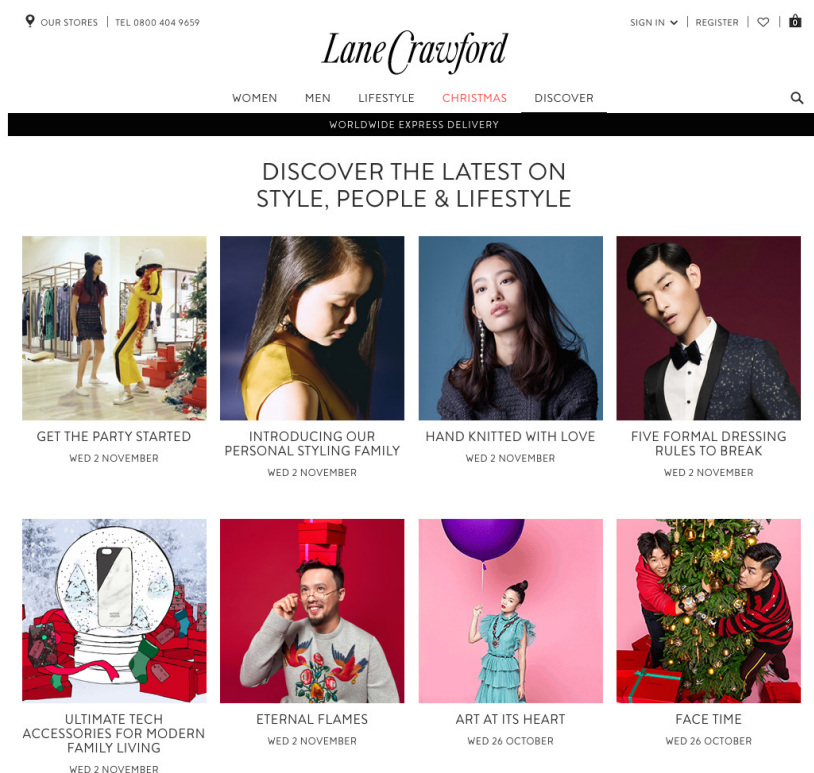 OUR STORES
TEL 0800 404 9659
SIGN IN
REGISTER
0
Lane Crawford
WOMEN
MEN
LIFESTYLE
CHRISTMAS
DISCOVER
WORLDWIDE EXPRESS DELIVERY
DISCOVER THE LATEST ON
STYLE, PEOPLE & LIFESTYLE
GET THE PARTY STARTED
WED 2 NOVEMBER
INTRODUCING OUR
PERSONAL STYLING FAMILY
WED 2 NOVEMBER
HAND KNITTED WITH LOVE
WED 2 NOVEMBER
FIVE FORMAL DRESSING
RULES TO BREAK
WED 2 NOVEMBER
ULTIMATE TECH
ACCESSORIES FOR MODERN
FAMILY LIVING
WED 2 NOVEMBER
ETERNAL FLAMES
WED 2 NOVEMBER
ART AT ITS HEART
WED 26 OCTOBER
FACE TIME
WED 26 OCTOBER